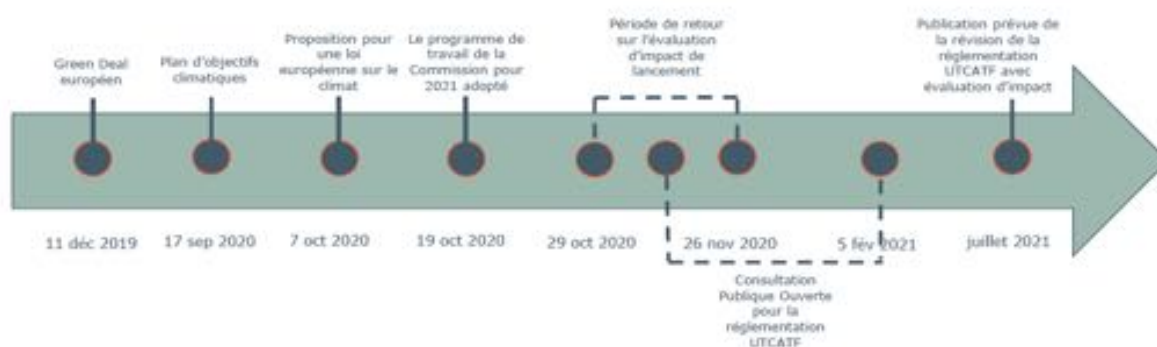 Green Deal
européen
Plan d'objectifs
climatiques
Proposition pour
une loi
européenne sur le
climat
Le programme de
travail de la
Commission pour
2021 adopté
Période de retour
sur l'évaluation
d'impact de
lancement
Publication prévue de
la révision de la
réglementation
UTCATF avec
évaluation d'impact
11 déc 2019
17 sep 2020
7 oct 2020
19 oct 2020
29 oct 2020
26 nov 2020
5 fév 2021
juillet 2021
Consultation
Publique Ouverte
pour la
réglementation
UTCATF